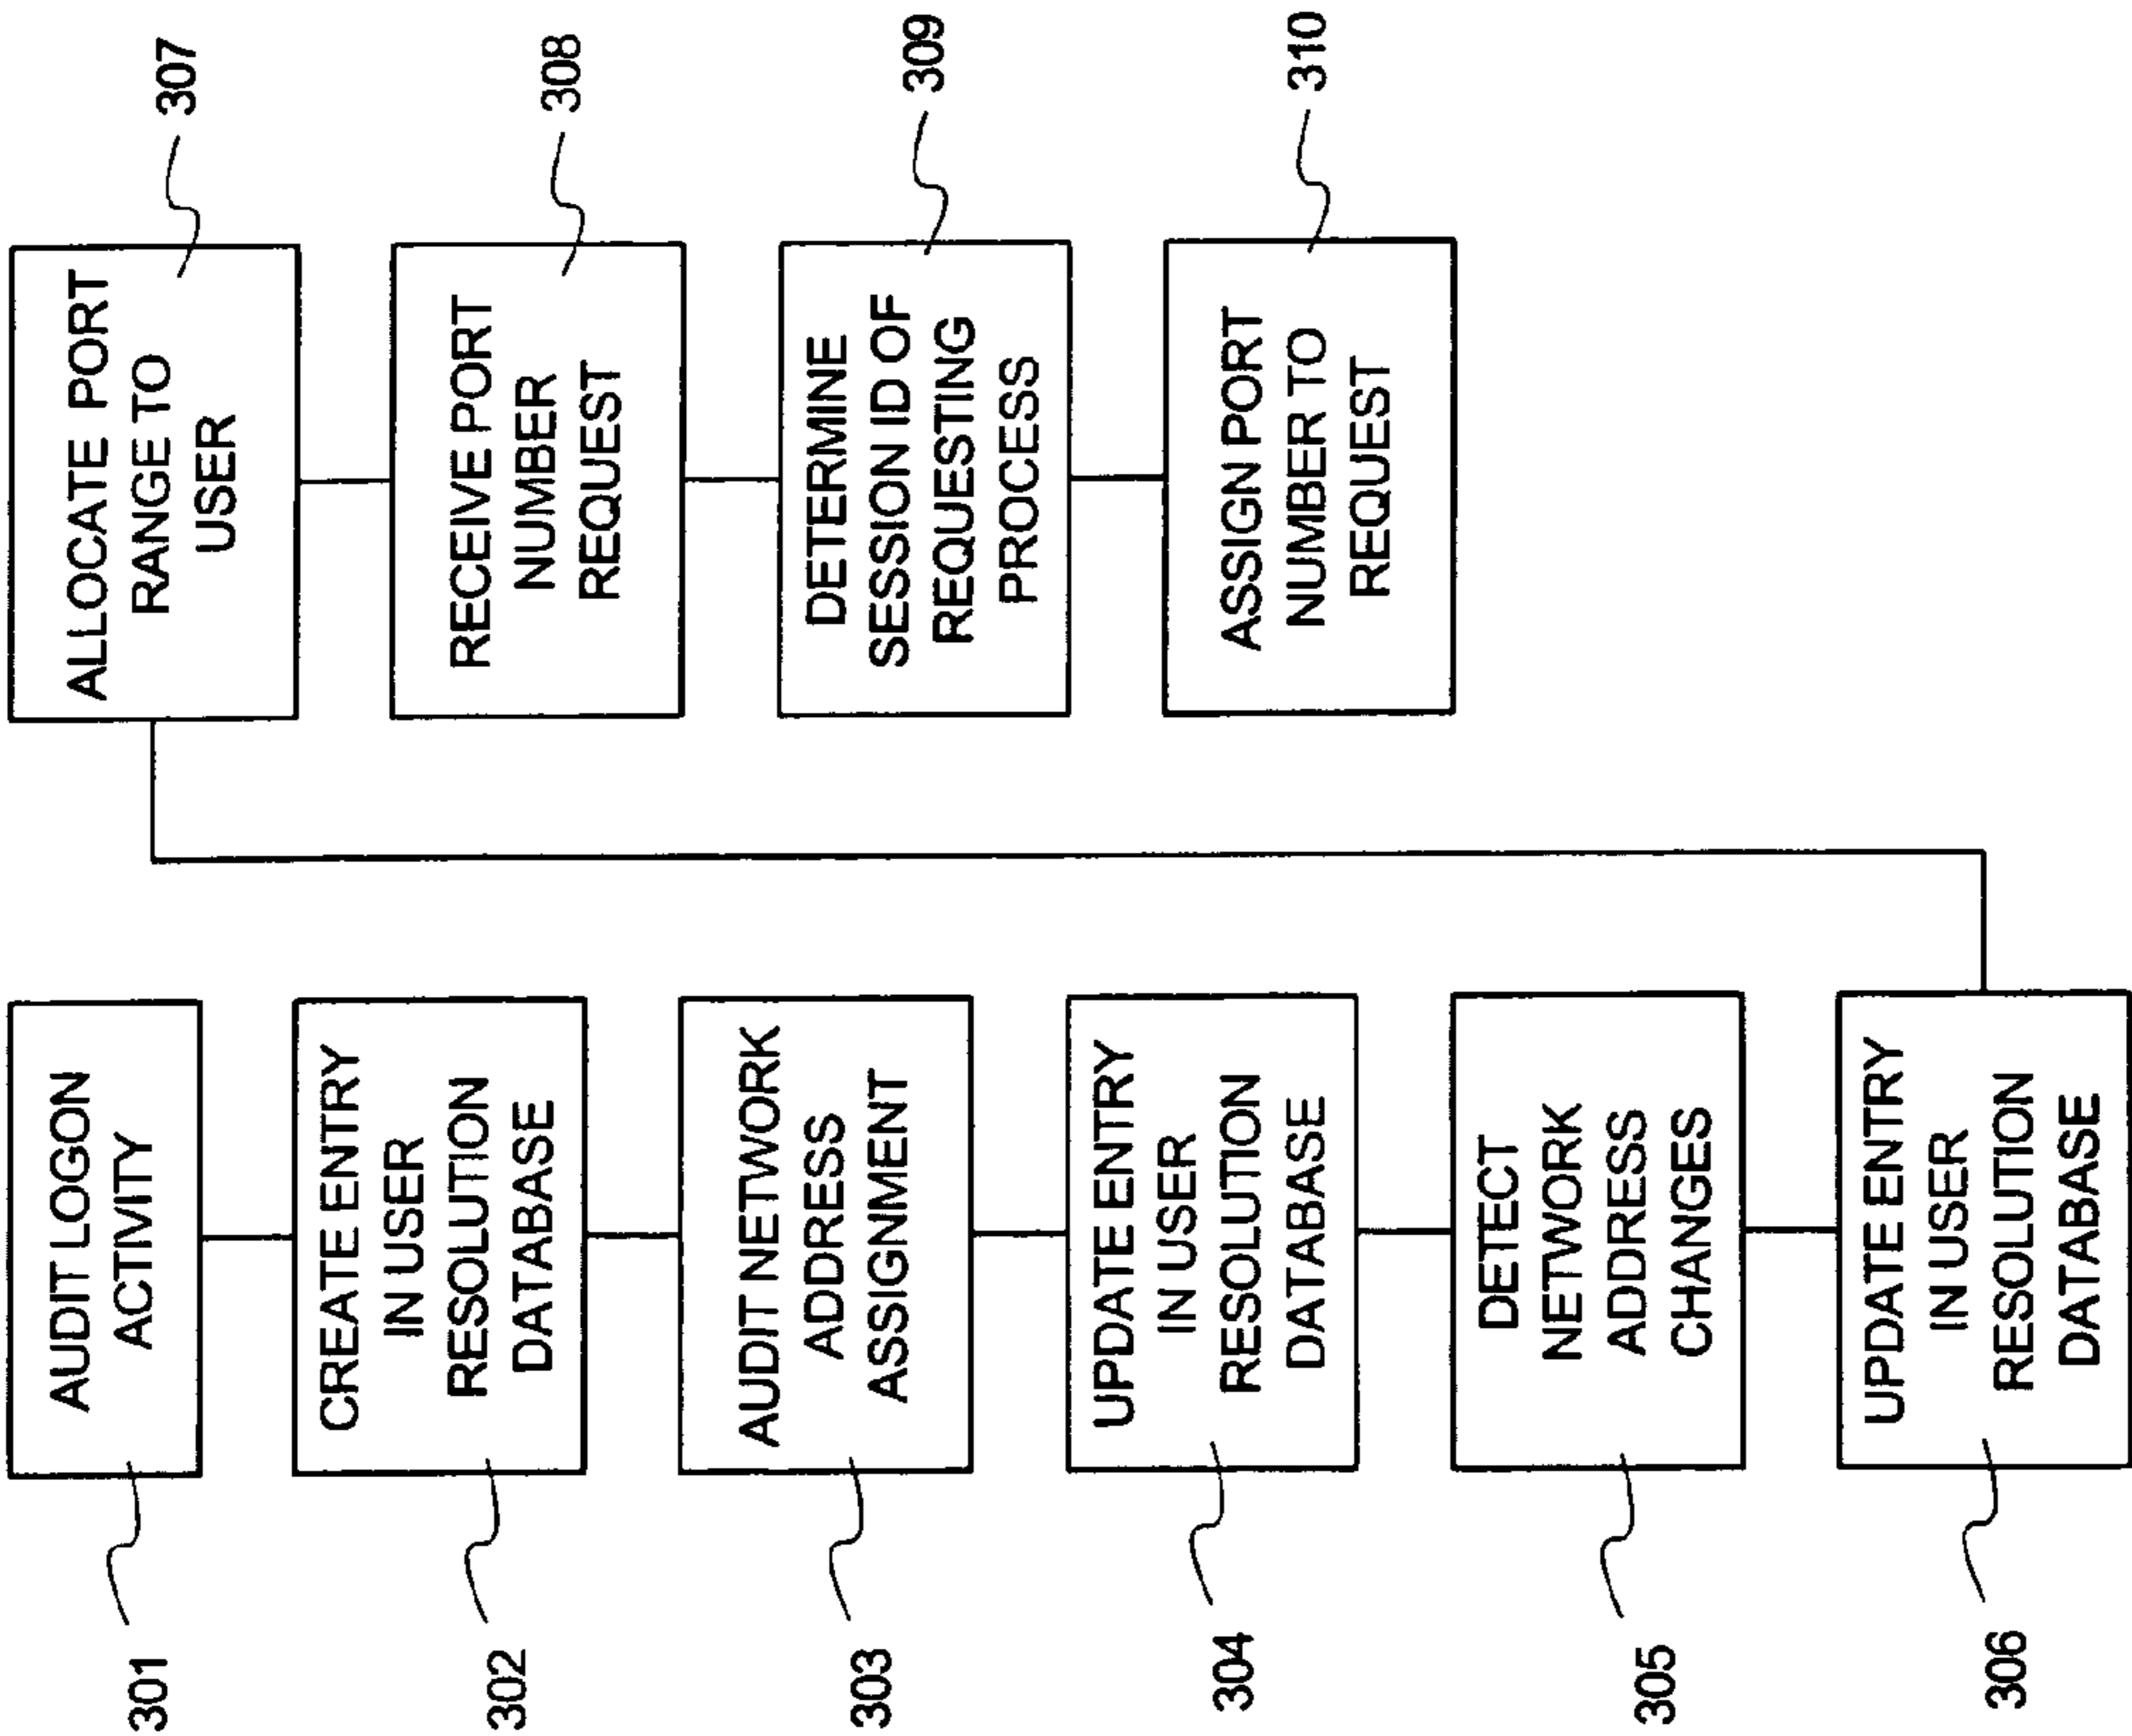 301
AUDIT LOGON
ACTIVITY
302
CREATE ENTRY
IN USER
RESOLUTION
DATABASE
303
AUDIT NETWORK
ADDRESS
ASSIGNMENT
304
UPDATE ENTRY
IN USER
RESOLUTION
DATABASE
305
DETECT
NETWORK
ADDRESS
CHANGES
306
UPDATE ENTRY
IN USER
RESOLUTION
DATABASE
ALLOCATE PORT
RANGE TO
USER
307
RECEIVE PORT
NUMBER
REQUEST
308
DETERMINE
SESSION ID OF
REQUESTING
PROCESS
309
ASSIGN PORT
NUMBER TO
REQUEST
310